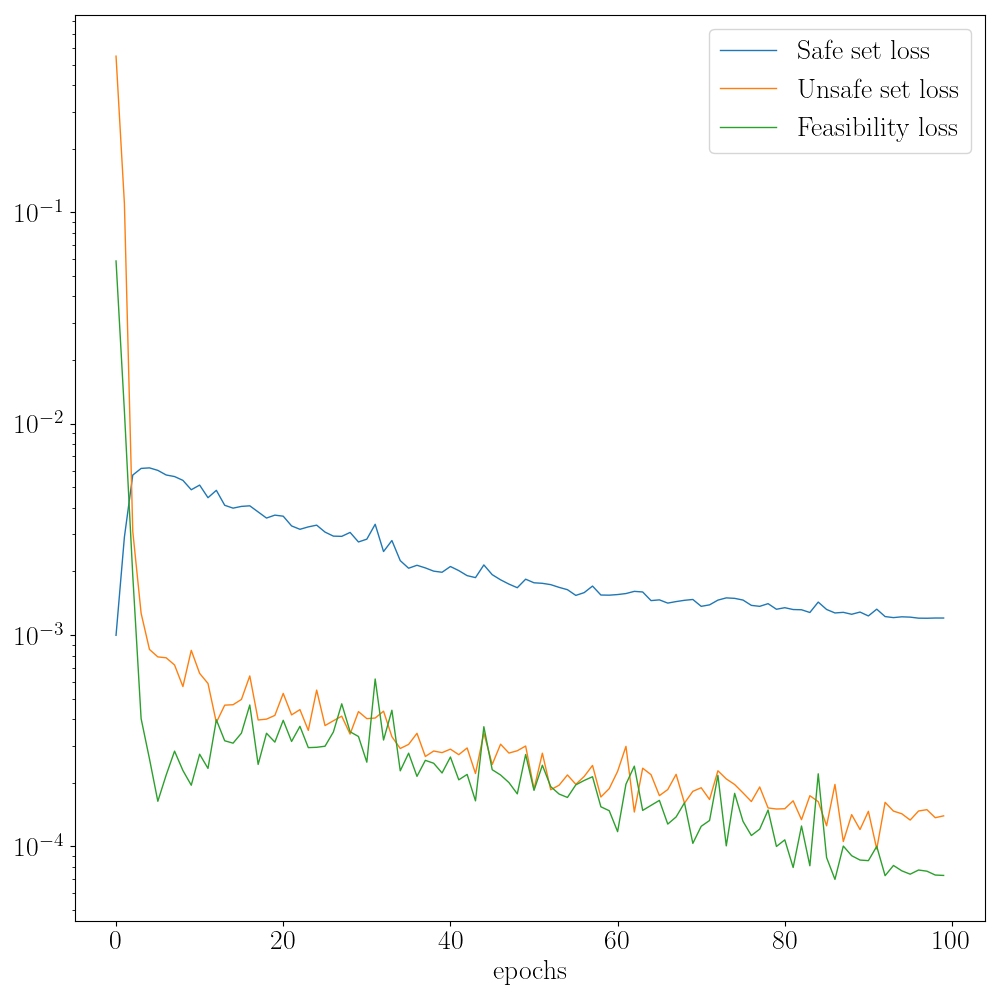 Safe set loss
Unsafe set loss
Feasibility loss
10⁻¹
10⁻²
10⁻³
10⁻⁴
0 20 40 60 80 100
epochs